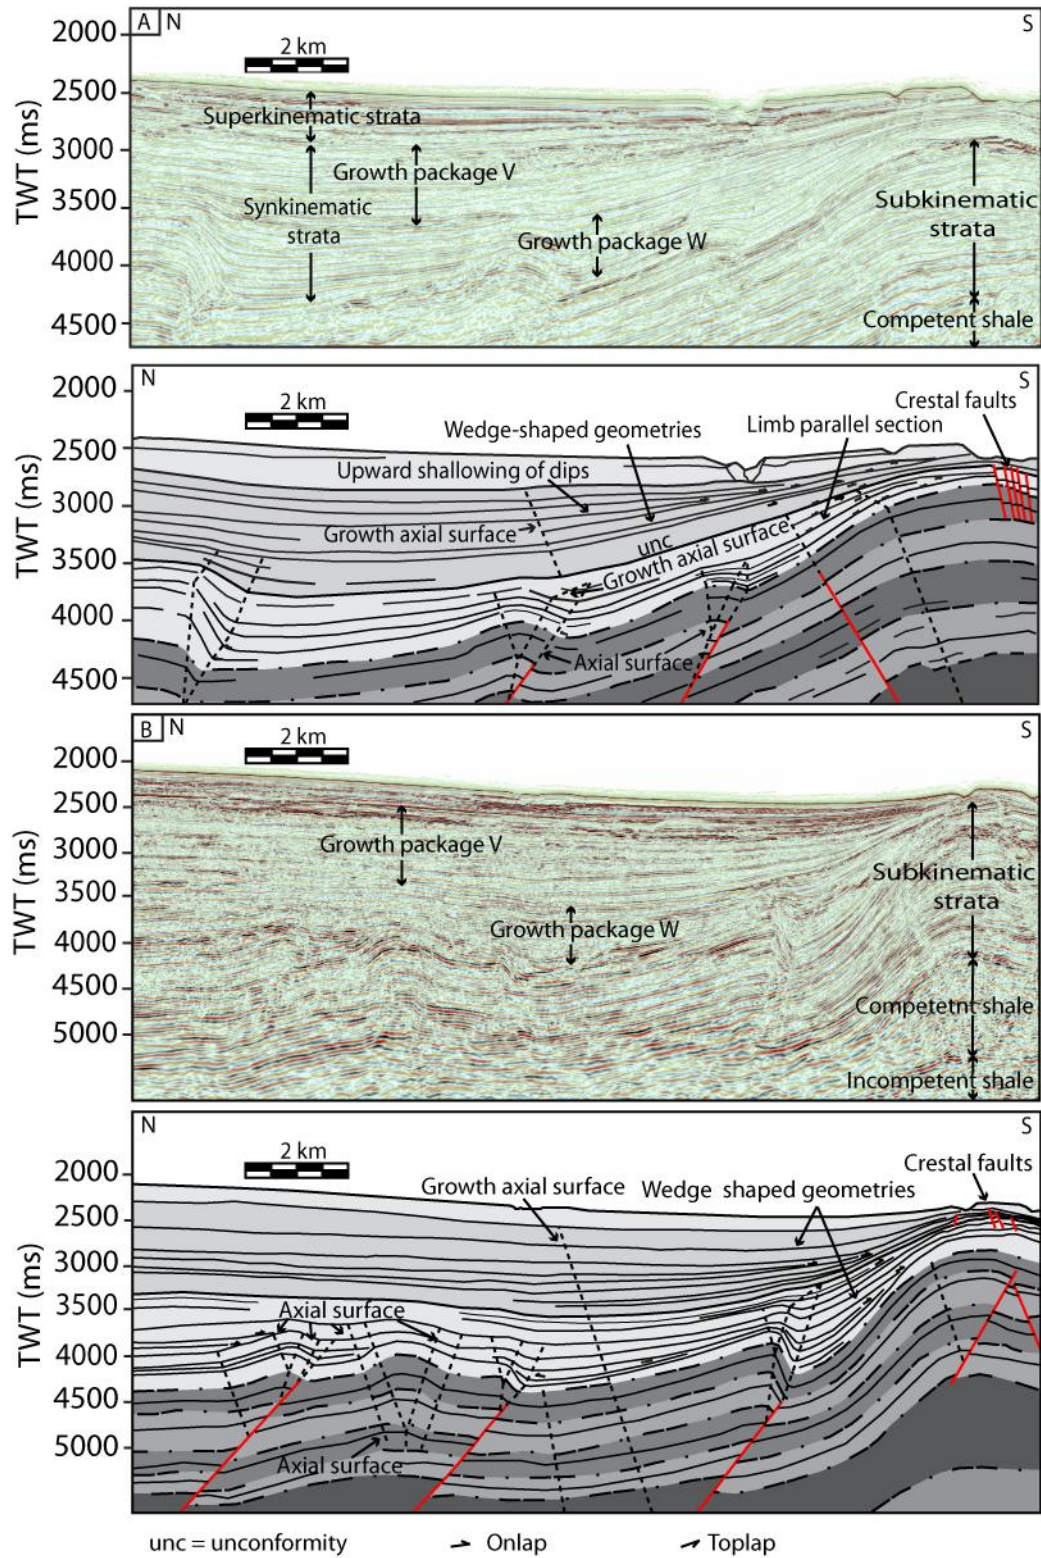 A N
S
2 km
2000
2500
3000
3500
4000
4500
TWT (ms)
Superkinematic strata
Growth package V
Synkinematic
strata
Growth package W
Subkinematic
strata
Competent shale
N
S
2 km
2000
2500
3000
3500
4000
4500
TWT (ms)
Crestal faults
Wedge-shaped geometries
Limb parallel section
Upward shallowing of dips
Growth axial surface
unc
Growth axial surface
Axial surface
B N
S
2 km
2000
2500
3000
3500
4000
4500
5000
TWT (ms)
Growth package V
Growth package W
Subkinematic
strata
Competetnt shale
Incompetent shale
N
S
2 km
2000
2500
3000
3500
4000
4500
5000
TWT (ms)
Crestal faults
Growth axial surface
Wedge shaped geometries
Axial surface
Axial surface
unc = unconformity
Onlap
Toplap